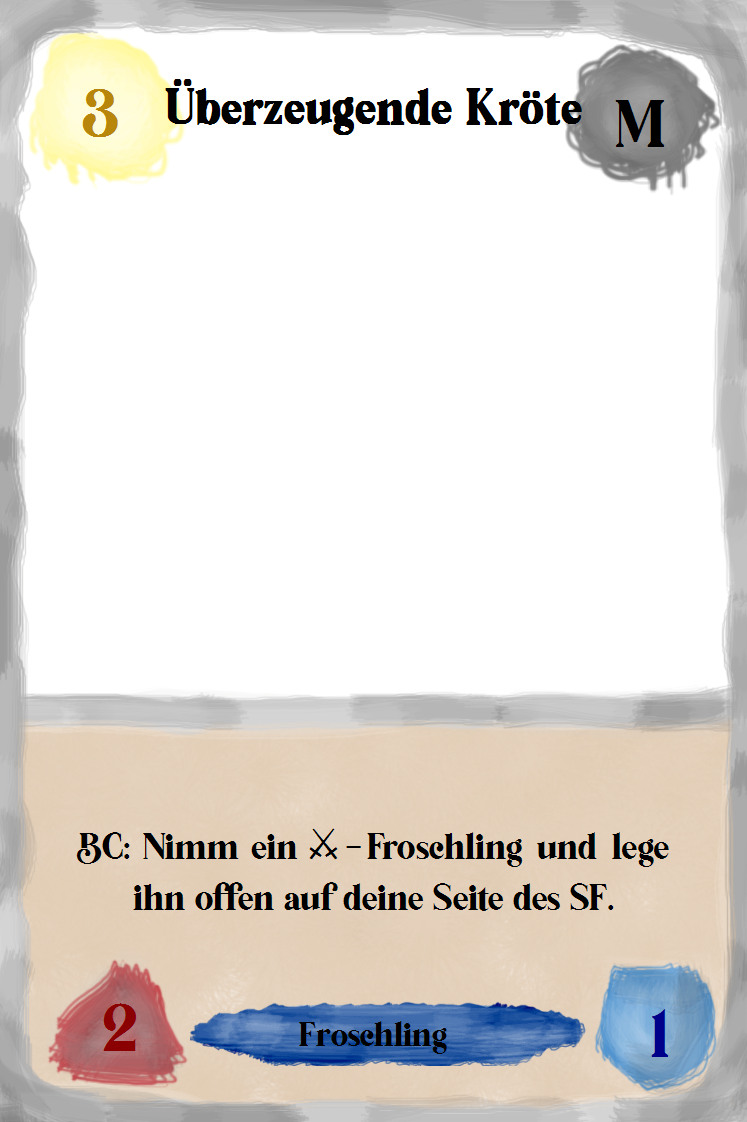 3 Überzeugende Kröte M
BC: Nimm ein ⚔-Froschling und lege
ihn offen auf deine Seite des SF.
2 Froschling 1